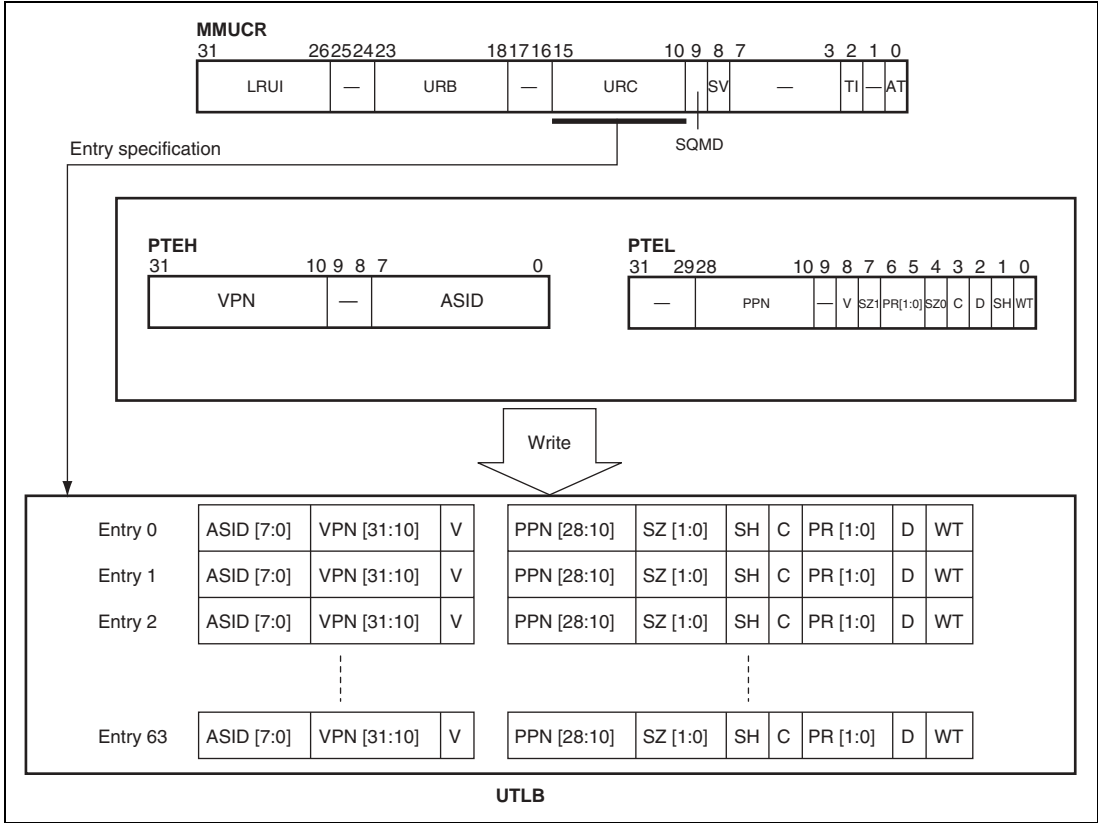 MMUCR
31 26 25 24 23 18 17 16 15 10 9 8 7 3 2 1 0
LRUI — URB — URC SV — TI — AT
SQMD
Entry specification
PTEH
31 10 9 8 7 0
VPN — ASID
PTEL
31 29 28 10 9 8 7 6 5 4 3 2 1 0
— PPN — V SZ1 PR[1:0] SZ0 C D SH WT
Write
Entry 0 ASID [7:0] VPN [31:10] V PPN [28:10] SZ [1:0] SH C PR [1:0] D WT
Entry 1 ASID [7:0] VPN [31:10] V PPN [28:10] SZ [1:0] SH C PR [1:0] D WT
Entry 2 ASID [7:0] VPN [31:10] V PPN [28:10] SZ [1:0] SH C PR [1:0] D WT
Entry 63 ASID [7:0] VPN [31:10] V PPN [28:10] SZ [1:0] SH C PR [1:0] D WT
UTLB